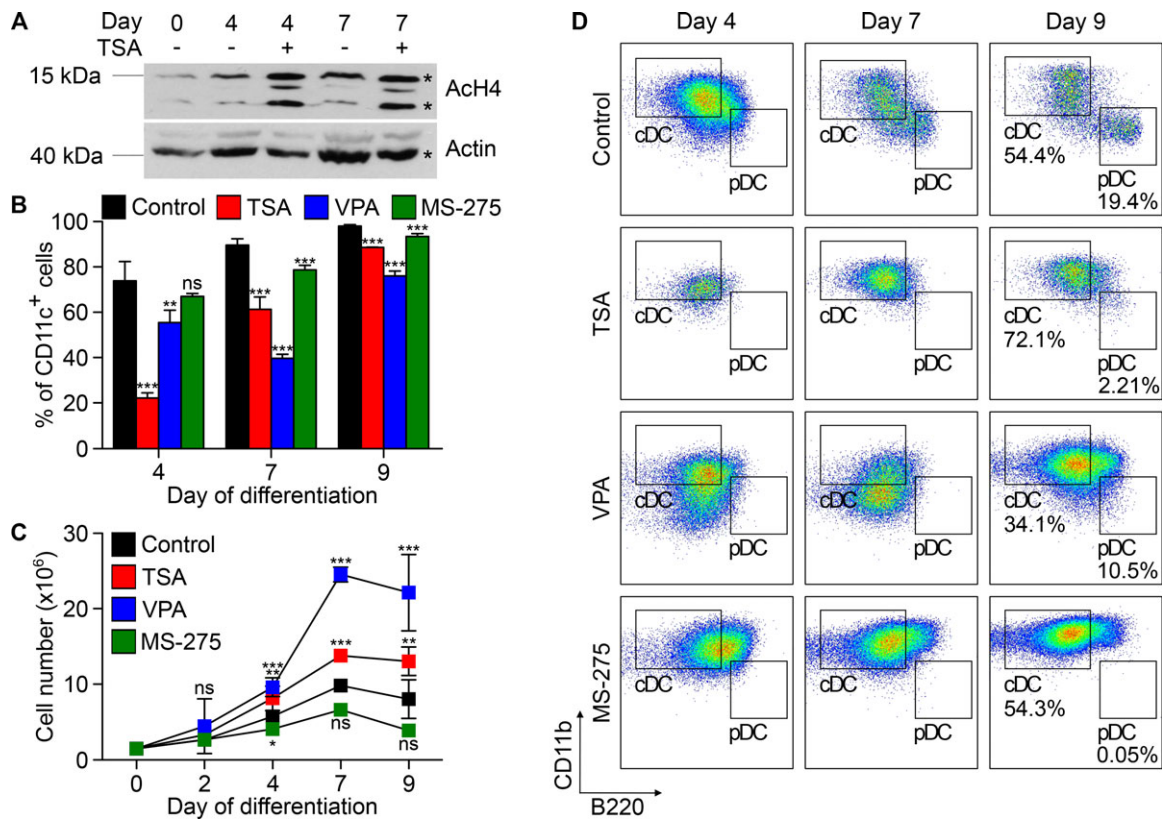 A
Day 0 4 4 7 7
TSA - - + - +
15 kDa
*
AcH4
*
40 kDa
*
Actin
B
Control TSA VPA MS-275
% of CD11c+ cells
100
80
60
40
20
0
*** ** ns
*** *** ***
*** *** ***
4 7 9
Day of differentiation
C
Control
TSA
VPA
MS-275
Cell number (x10⁶)
30
20
10
0
ns
***
**
*
***
***
ns
***
**
ns
0 2 4 7 9
Day of differentiation
D
Day 4 Day 7 Day 9
Control
cDC
pDC
cDC
pDC
cDC
54.4%
pDC
19.4%
TSA
cDC
pDC
cDC
pDC
cDC
72.1%
pDC
2.21%
VPA
cDC
pDC
cDC
pDC
cDC
34.1%
pDC
10.5%
MS-275
cDC
pDC
cDC
pDC
cDC
54.3%
pDC
0.05%
CD11b
B220